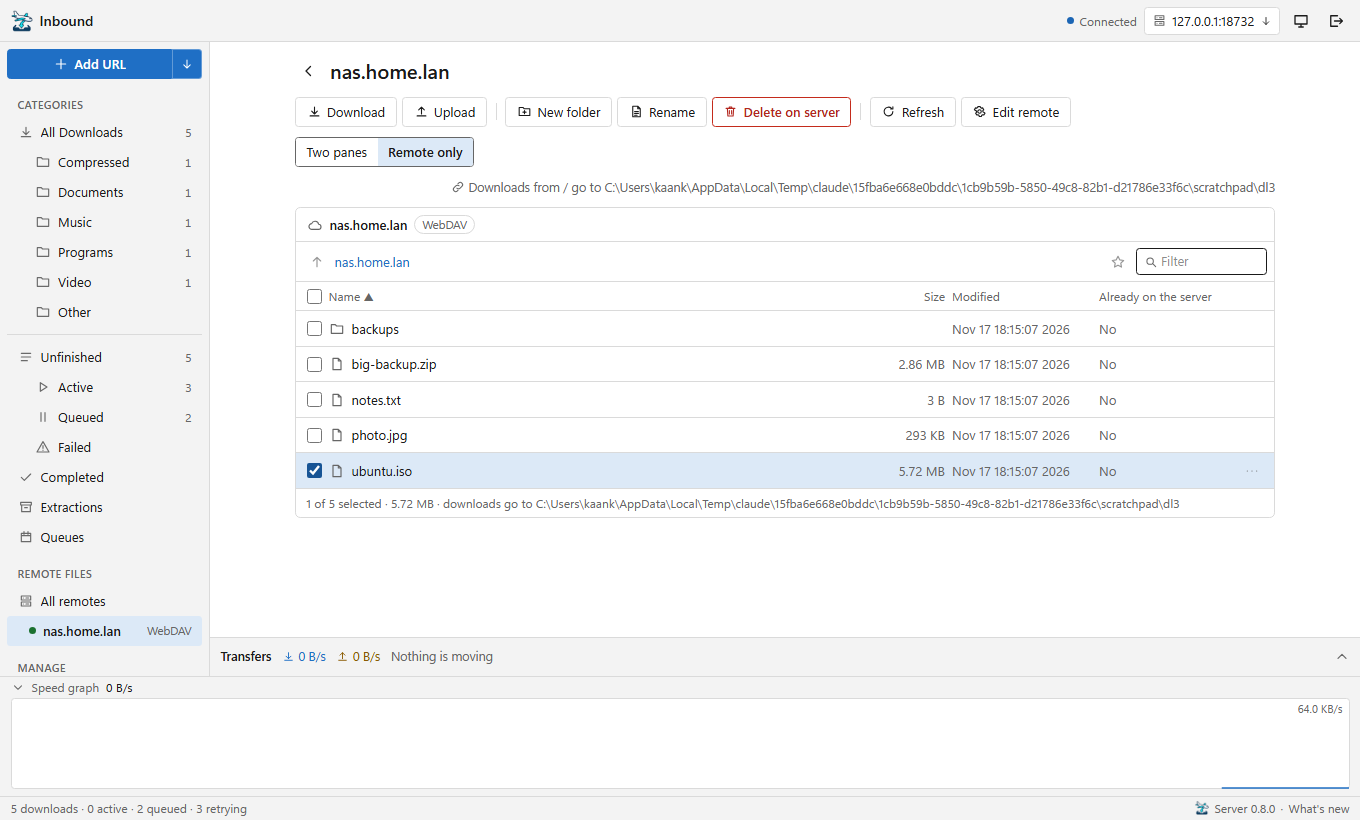 Inbound
Connected
127.0.0.1:18732
Add URL
CATEGORIES
All Downloads 5
Compressed 1
Documents 1
Music 1
Programs 1
Video 1
Other
Unfinished 5
Active 3
Queued 2
Failed
Completed
Extractions
Queues
REMOTE FILES
All remotes
nas.home.lan WebDAV
MANAGE
nas.home.lan
Download Upload New folder Rename Delete on server Refresh Edit remote
Two panes Remote only
Downloads from / go to C:\Users\kaank\AppData\Local\Temp\claude\15fba6e668e0bddc\1cb9b59b-5850-49c8-82b1-d21786e33f6c\scratchpad\dl3
nas.home.lan WebDAV
nas.home.lan Filter
Name Size Modified Already on the server
backups Nov 17 18:15:07 2026 No
big-backup.zip 2.86 MB Nov 17 18:15:07 2026 No
notes.txt 3 B Nov 17 18:15:07 2026 No
photo.jpg 293 KB Nov 17 18:15:07 2026 No
ubuntu.iso 5.72 MB Nov 17 18:15:07 2026 No
1 of 5 selected · 5.72 MB · downloads go to C:\Users\kaank\AppData\Local\Temp\claude\15fba6e668e0bddc\1cb9b59b-5850-49c8-82b1-d21786e33f6c\scratchpad\dl3
Transfers 0 B/s 0 B/s Nothing is moving
Speed graph 0 B/s
64.0 KB/s
5 downloads · 0 active · 2 queued · 3 retrying
Server 0.8.0 · What's new